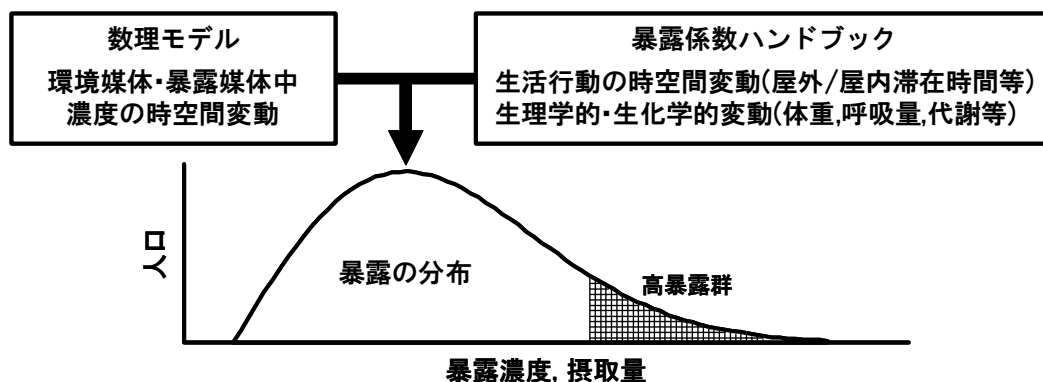 数理モデル
環境媒体・暴露媒体中
濃度の時空間変動
暴露係数ハンドブック
生活行動の時空間変動(屋外/屋内滞在時間等)
生理学的・生化学的変動(体重,呼吸量,代謝等)
人口
暴露の分布
高暴露群
暴露濃度, 摂取量